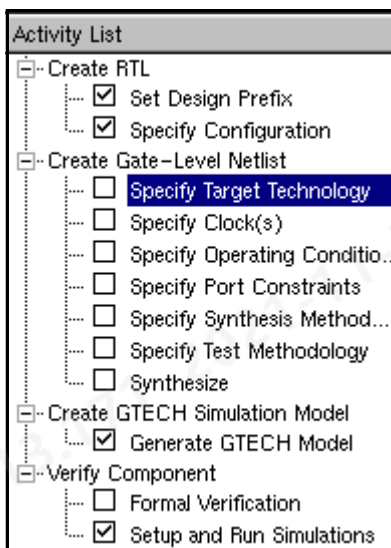 Activity List
Create RTL
Set Design Prefix
Specify Configuration
Create Gate-Level Netlist
Specify Target Technology
Specify Clock(s)
Specify Operating Conditio...
Specify Port Constraints
Specify Synthesis Method...
Specify Test Methodology
Synthesize
Create GTECH Simulation Model
Generate GTECH Model
Verify Component
Formal Verification
Setup and Run Simulations